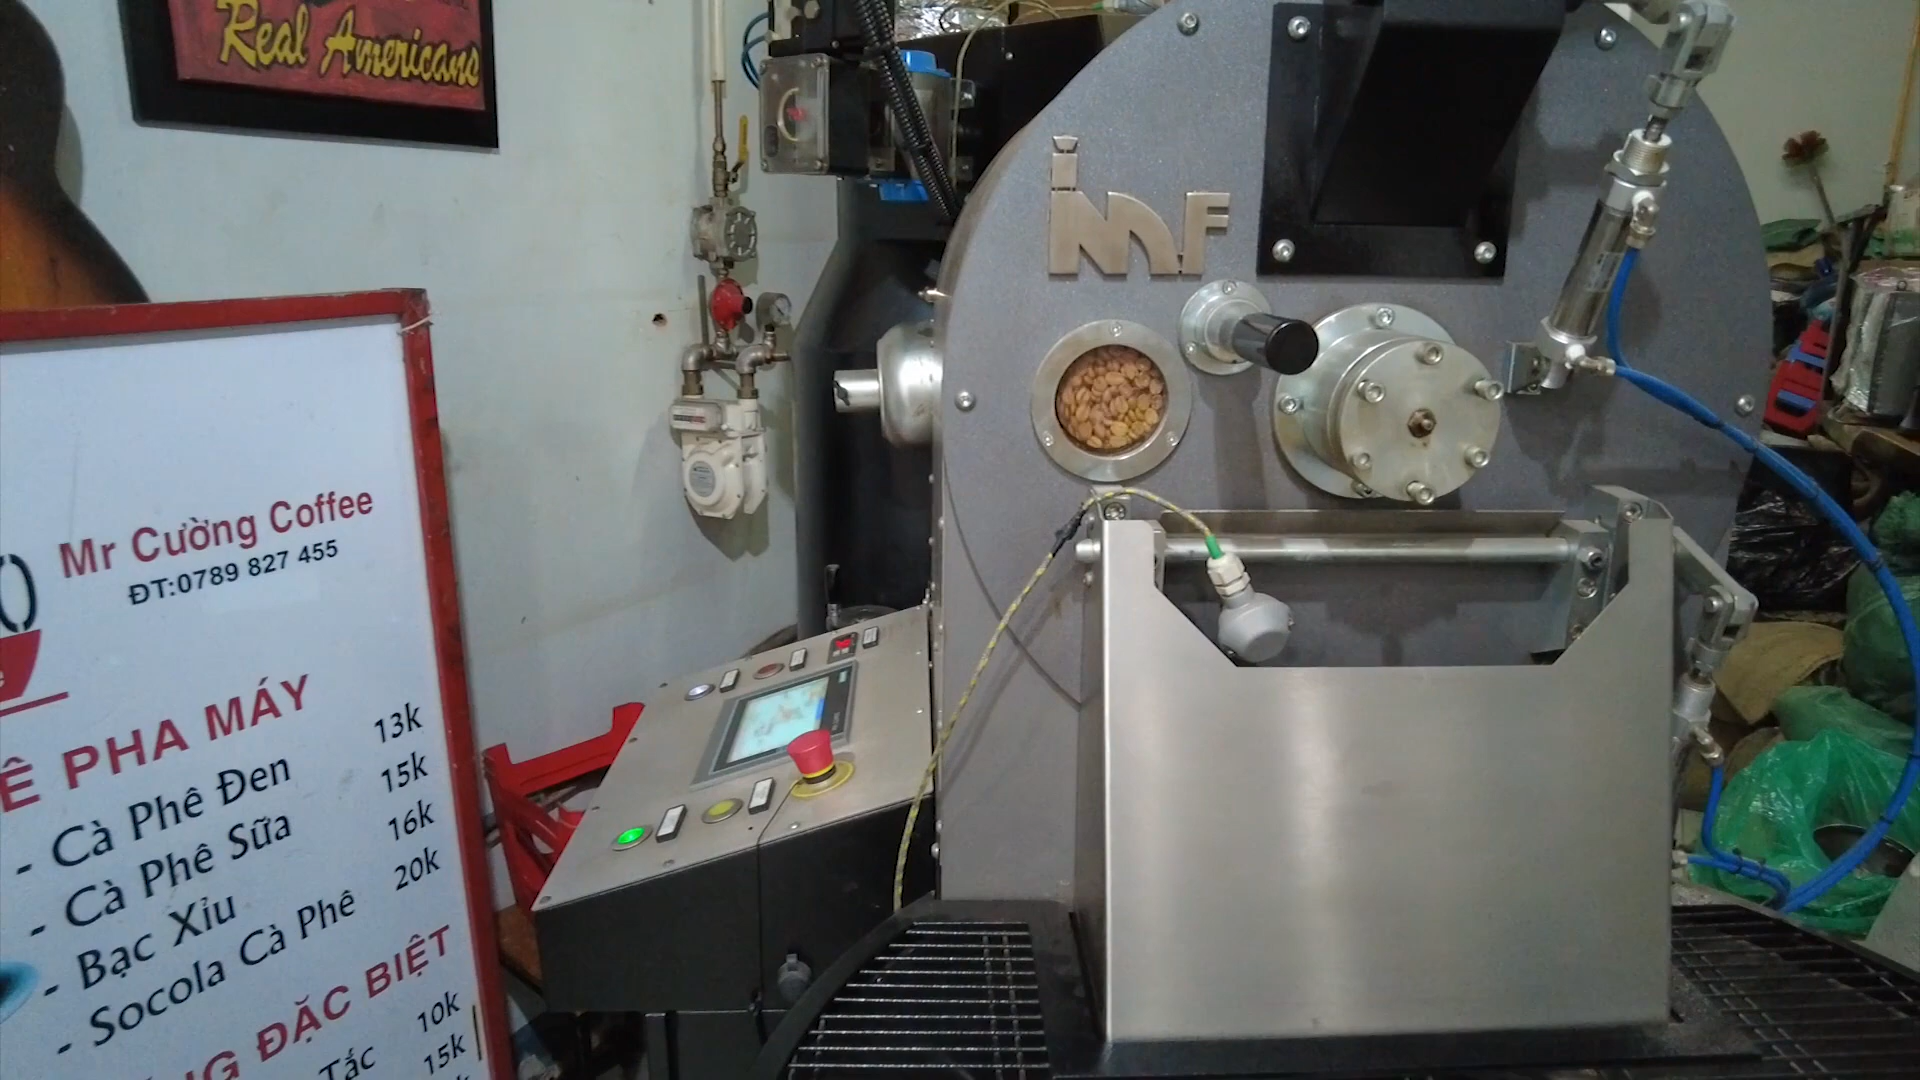 Real Americano
imf
Mr Cường Coffee
ĐT:0789 827 455
Ê PHA MÁY
- Cà Phê Đen 13k
- Cà Phê Sữa 15k
- Bạc Xỉu 16k
- Socola Cà Phê 20k
NG ĐẶC BIỆT
Tắc 10k
15k